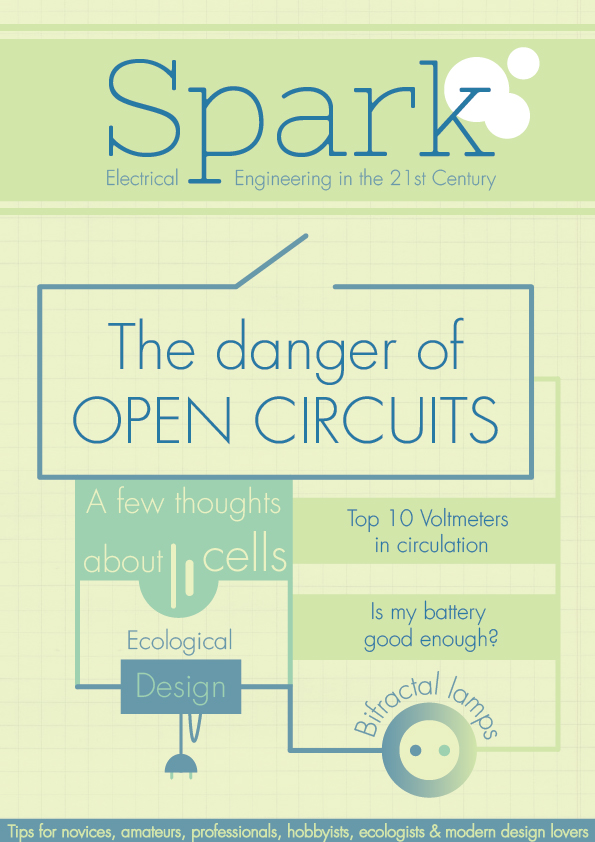 Spark
Electrical Engineering in the 21st Century
The danger of
OPEN CIRCUITS
A few thoughts
about cells
Top 10 Voltmeters
in circulation
Is my battery
good enough?
Ecological
Design
Bifractal lamps
Tips for novices, amateurs, professionals, hobbyists, ecologists & modern design lovers